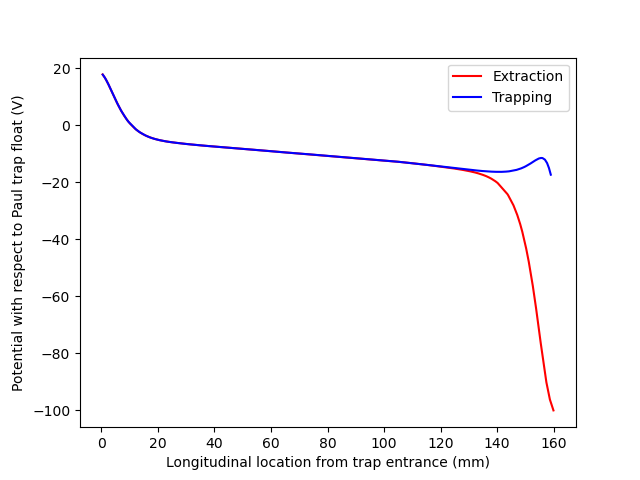 Extraction
Trapping
20
0
−20
−40
−60
−80
−100
0 20 40 60 80 100 120 140 160
Longitudinal location from trap entrance (mm)
Potential with respect to Paul trap float (V)